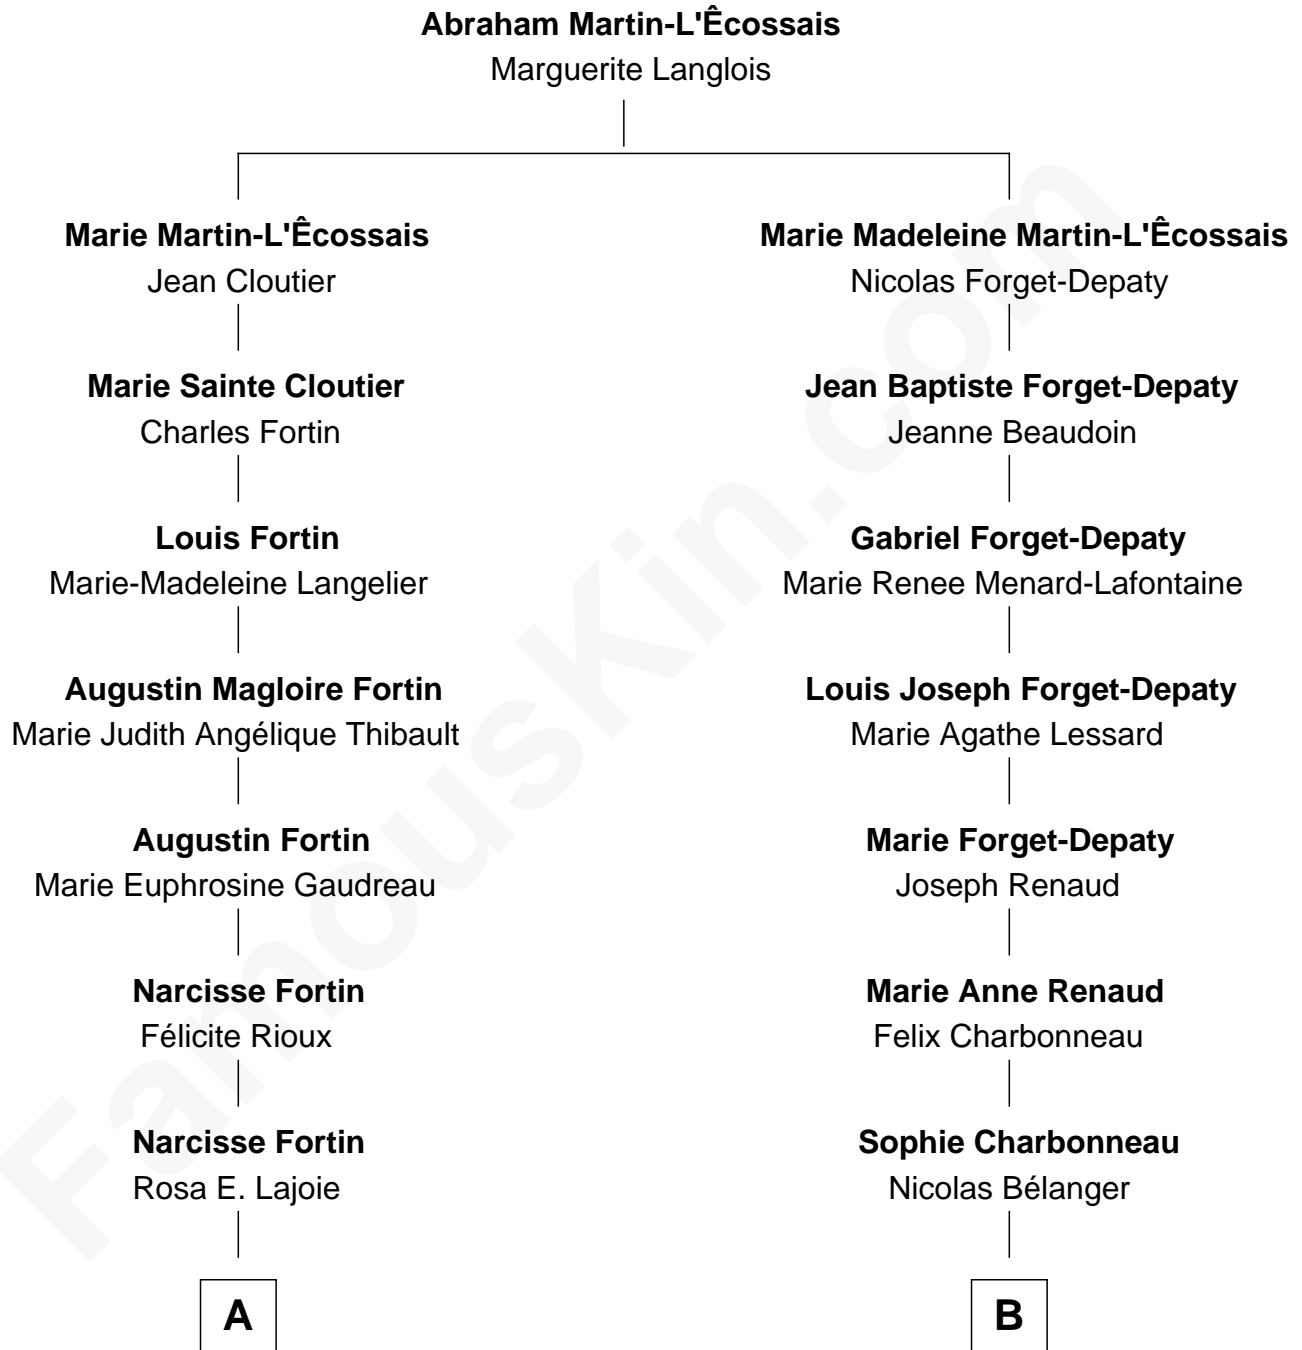 Abraham Martin-L'Êcossais
Marguerite Langlois
Marie Martin-L'Êcossais
Jean Cloutier
Marie Sainte Cloutier
Charles Fortin
Louis Fortin
Marie-Madeleine Langelier
Augustin Magloire Fortin
Marie Judith Angélique Thibault
Augustin Fortin
Marie Euphrosine Gaudreau
Narcisse Fortin
Félicite Rioux
Narcisse Fortin
Rosa E. Lajoie
A
Marie Madeleine Martin-L'Êcossais
Nicolas Forget-Depaty
Jean Baptiste Forget-Depaty
Jeanne Beaudoin
Gabriel Forget-Depaty
Marie Renee Menard-Lafontaine
Louis Joseph Forget-Depaty
Marie Agathe Lessard
Marie Forget-Depaty
Joseph Renaud
Marie Anne Renaud
Felix Charbonneau
Sophie Charbonneau
Nicolas Bélanger
B
FamousKin.com